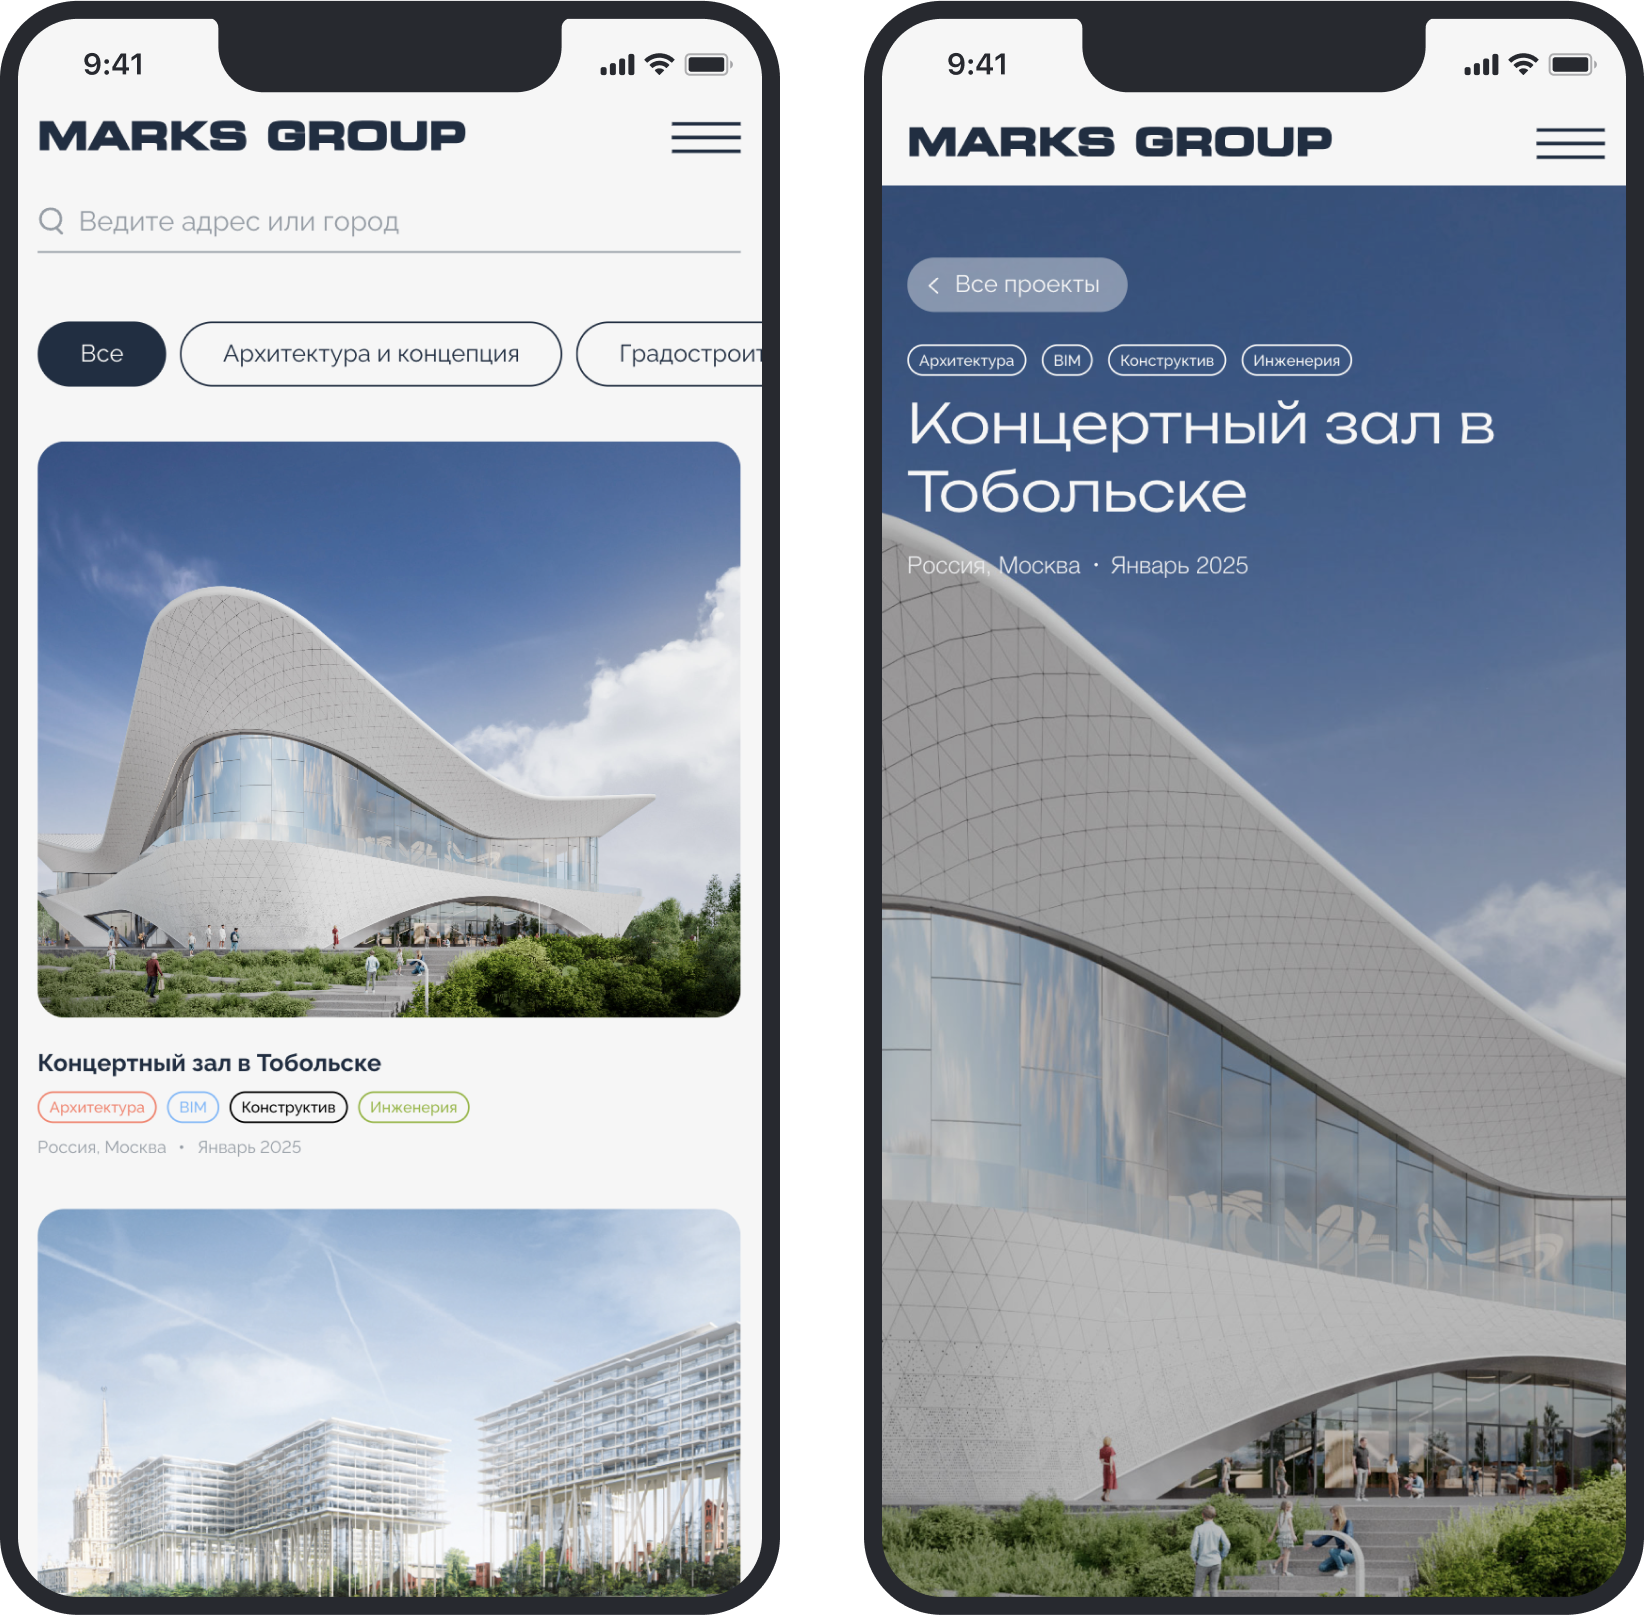 9:41
MARKS GROUP
Ведите адрес или город
Все
Архитектура и концепция
Градостроит
Концертный зал в Тобольске
Архитектура
BIM
Конструктив
Инженерия
Россия, Москва • Январь 2025
9:41
MARKS GROUP
Все проекты
Архитектура
BIM
Конструктив
Инженерия
Концертный зал в
Тобольске
Россия, Москва • Январь 2025